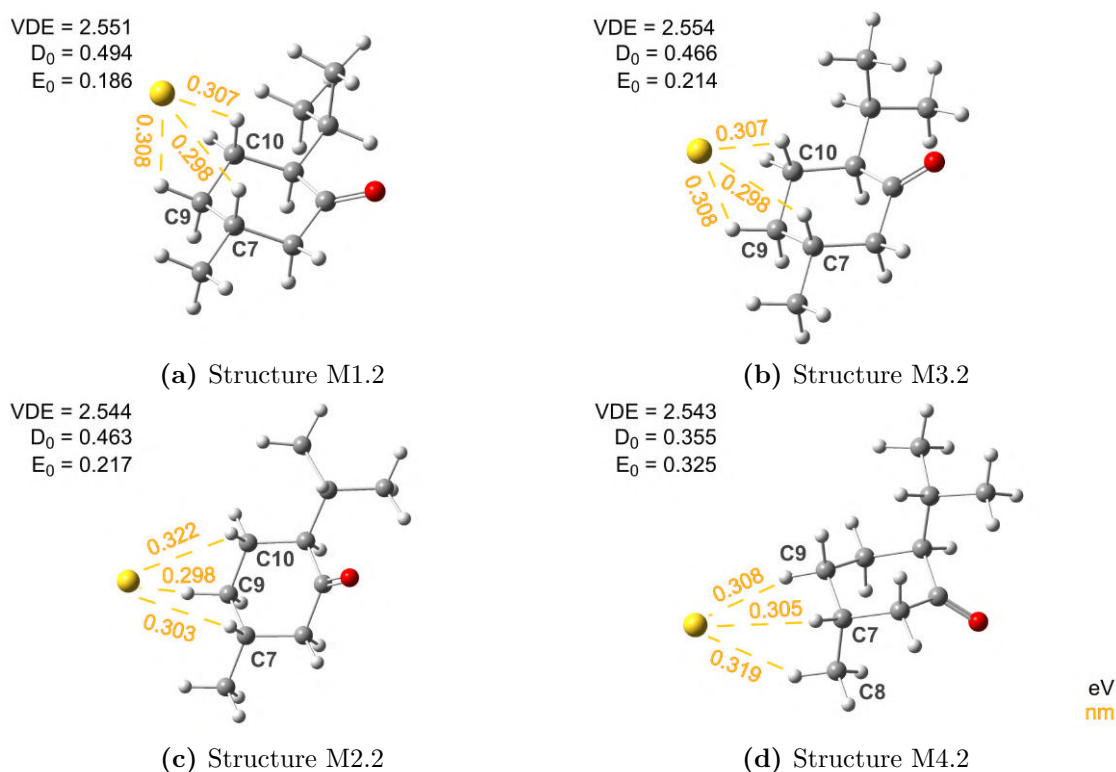 VDE = 2.551
D₀ = 0.494
E₀ = 0.186
0.307
0.308
0.298
C10
C9
C7
(a) Structure M1.2
VDE = 2.554
D₀ = 0.466
E₀ = 0.214
0.307
0.298
0.308
C10
C9
C7
(b) Structure M3.2
VDE = 2.544
D₀ = 0.463
E₀ = 0.217
0.322
0.298
0.303
C10
C9
C7
(c) Structure M2.2
VDE = 2.543
D₀ = 0.355
E₀ = 0.325
C9
0.308
0.305
0.319
C7
C8
eV
nm
(d) Structure M4.2